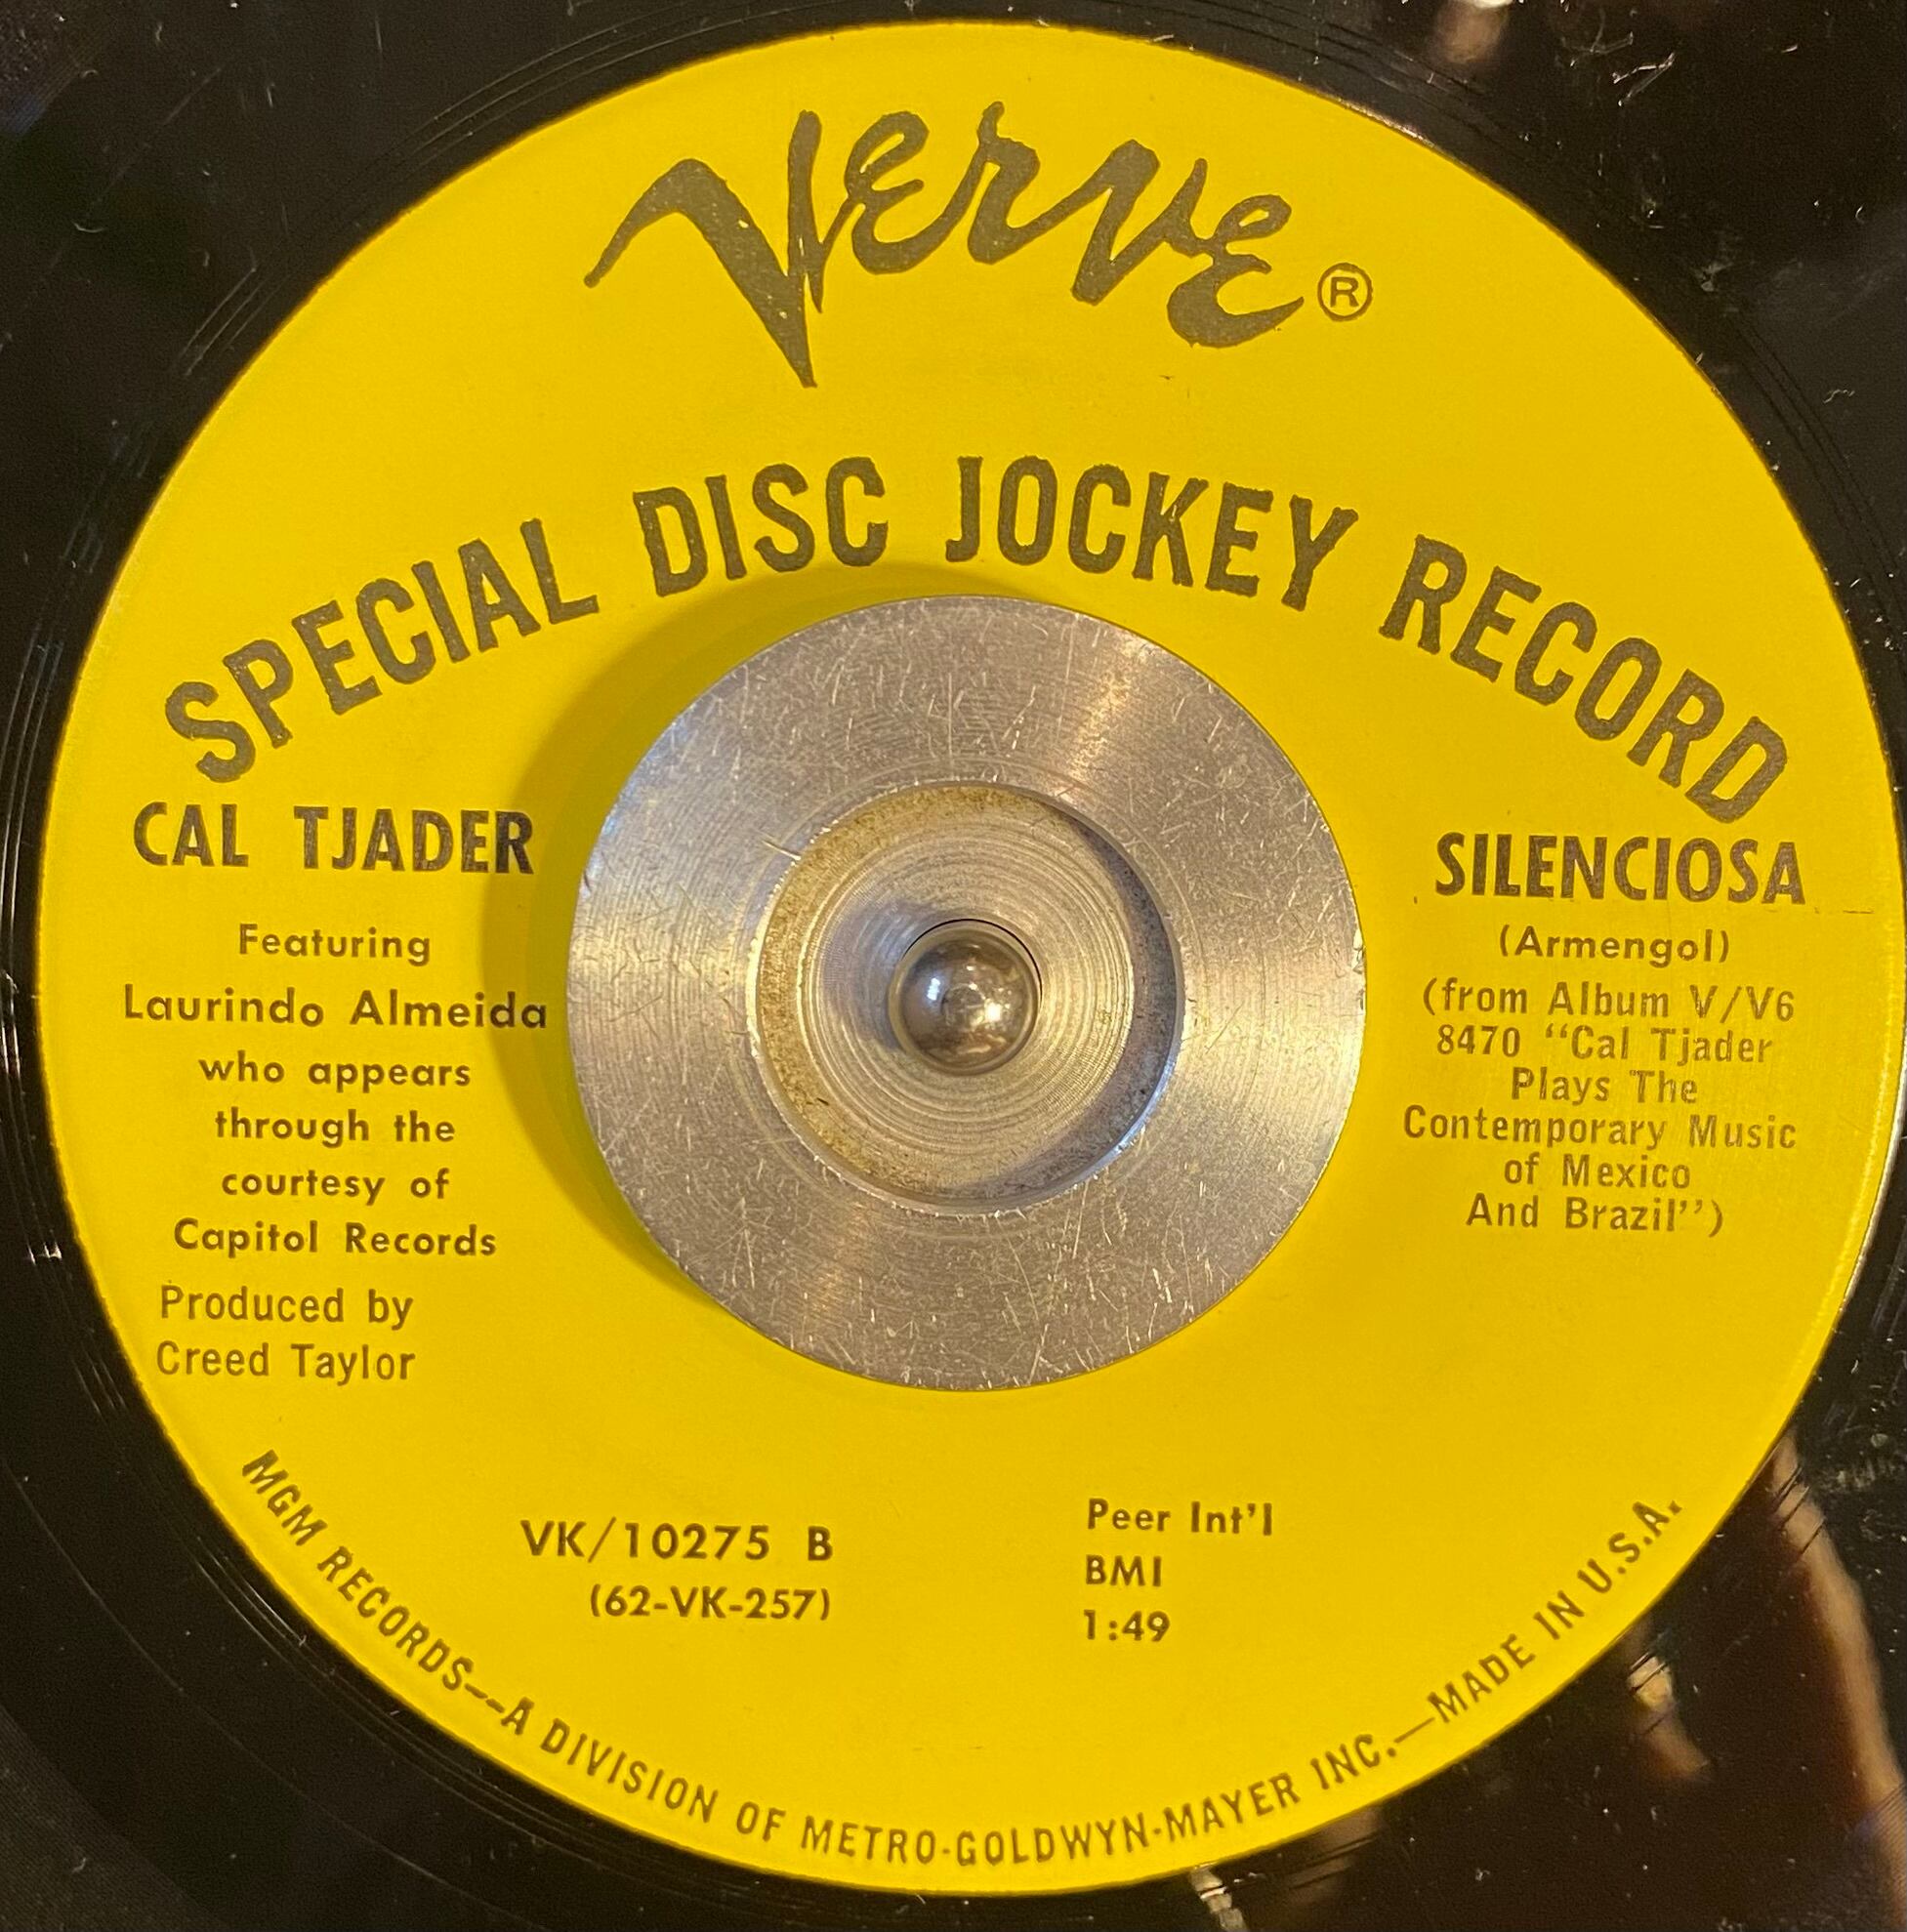 Verve®
SPECIAL DISC JOCKEY RECORD
CAL TJADER
Featuring
Laurindo Almeida
who appears
through the
courtesy of
Capitol Records
Produced by
Creed Taylor
SILENCIOSA
(Armengol)
(from Album V/V6
8470 “Cal Tjader
Plays The
Contemporary Music
of Mexico
And Brazil’’)
VK/10275 B
(62-VK-257)
Peer Int'l
BMI
1:49
MGM RECORDS—A DIVISION OF METRO-GOLDWYN-MAYER INC.—MADE IN U.S.A.